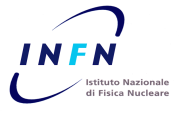 INFN
Istituto Nazionale
di Fisica Nucleare